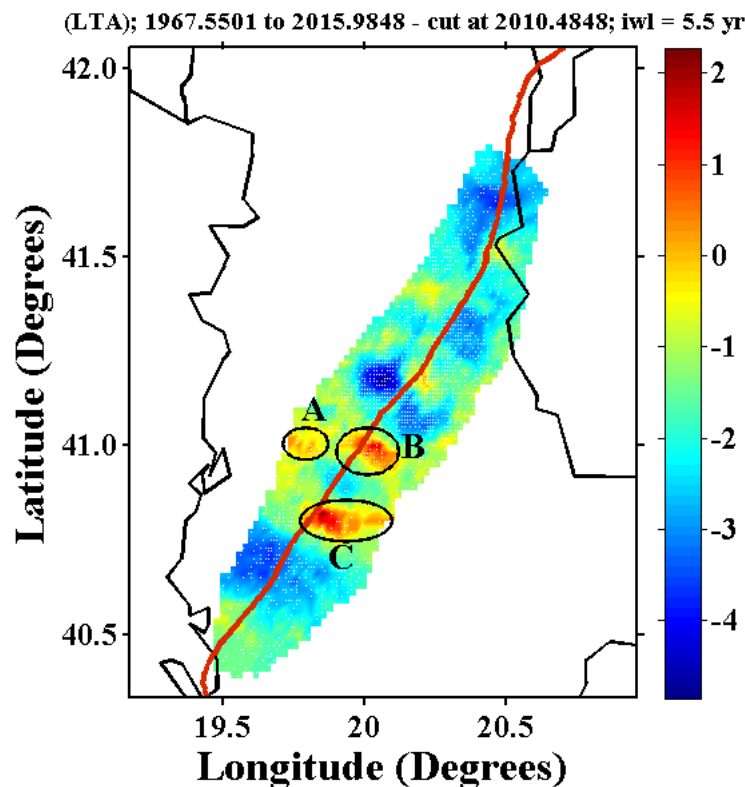 (LTA); 1967.5501 to 2015.9848 - cut at 2010.4848; iwl = 5.5 yr
42.0
41.5
41.0
40.5
Latitude (Degrees)
A
B
C
19.5
20
20.5
Longitude (Degrees)
2
1
0
-1
-2
-3
-4